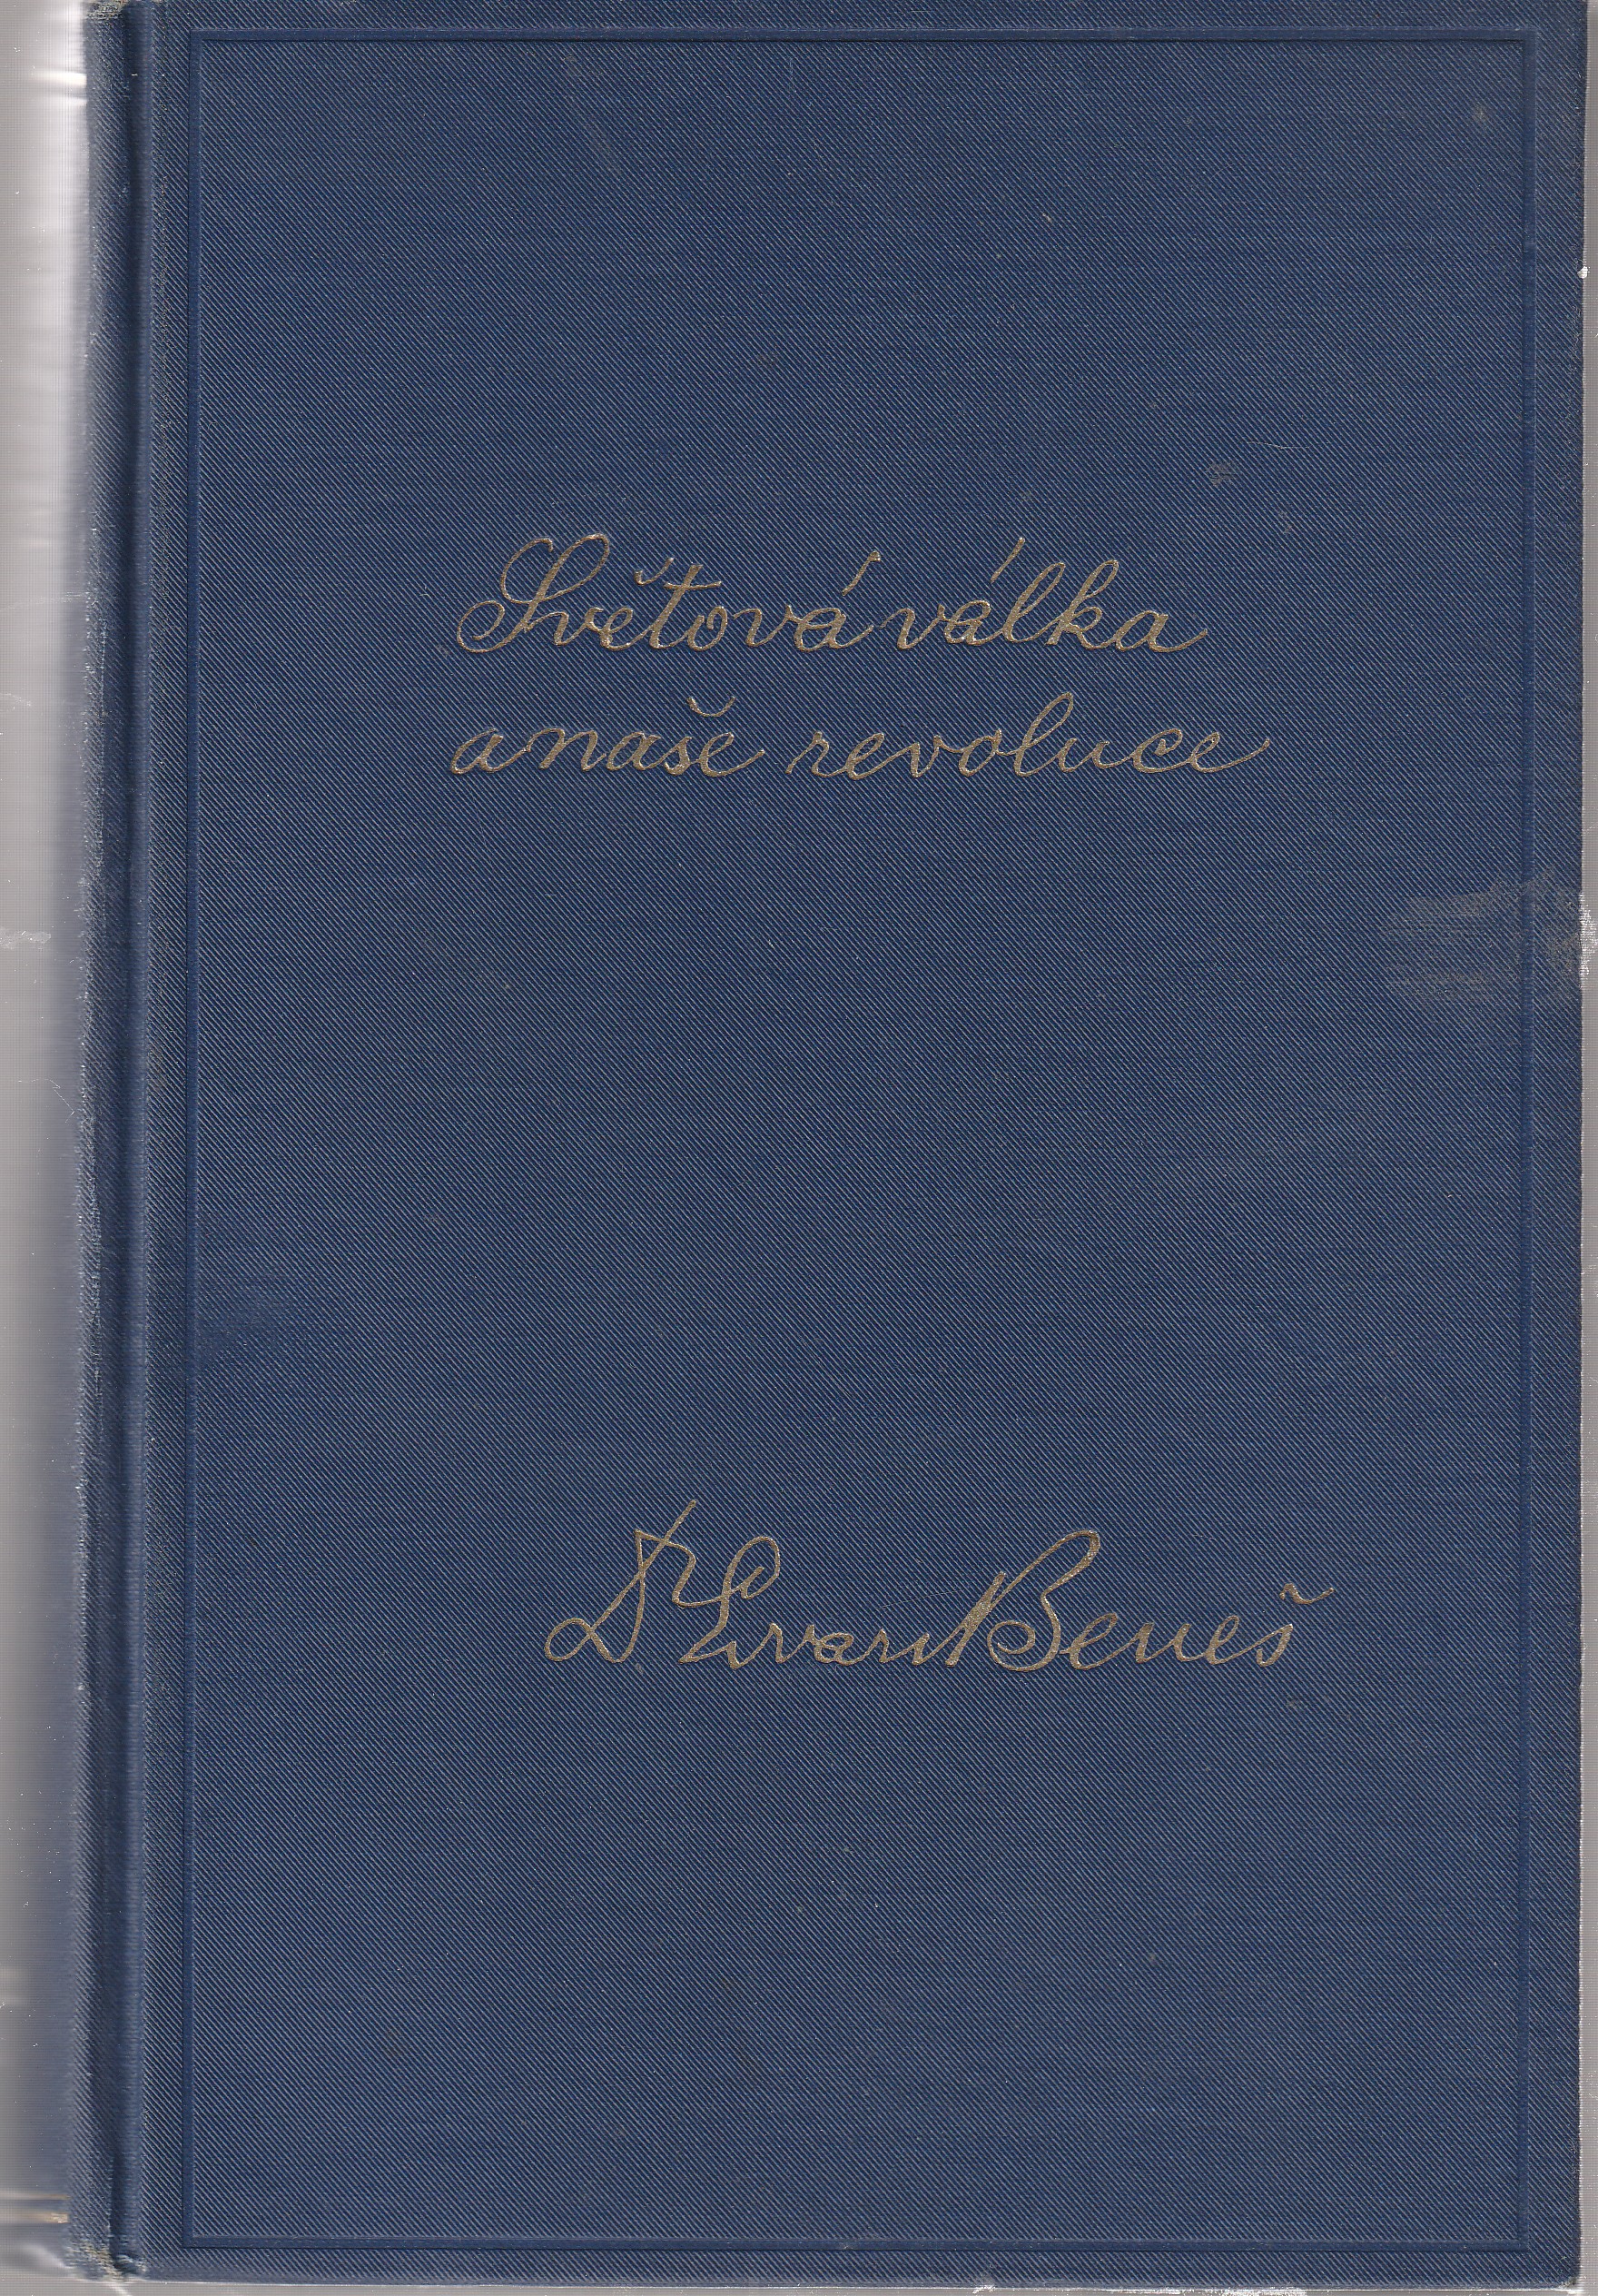 Světová válka
a naše revoluce
Dr Edvard Beneš